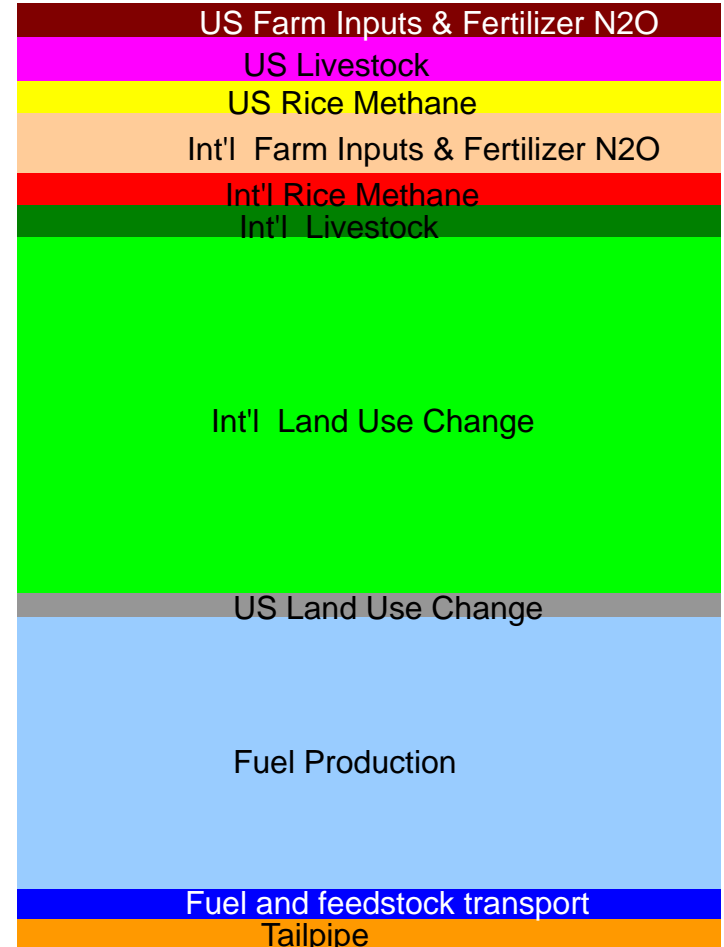 US Farm Inputs & Fertilizer N2O
US Livestock
US Rice Methane
Int'l Farm Inputs & Fertilizer N2O
Int'l Rice Methane
Int'l Livestock
Int'l Land Use Change
US Land Use Change
Fuel Production
Fuel and feedstock transport
Tailpipe